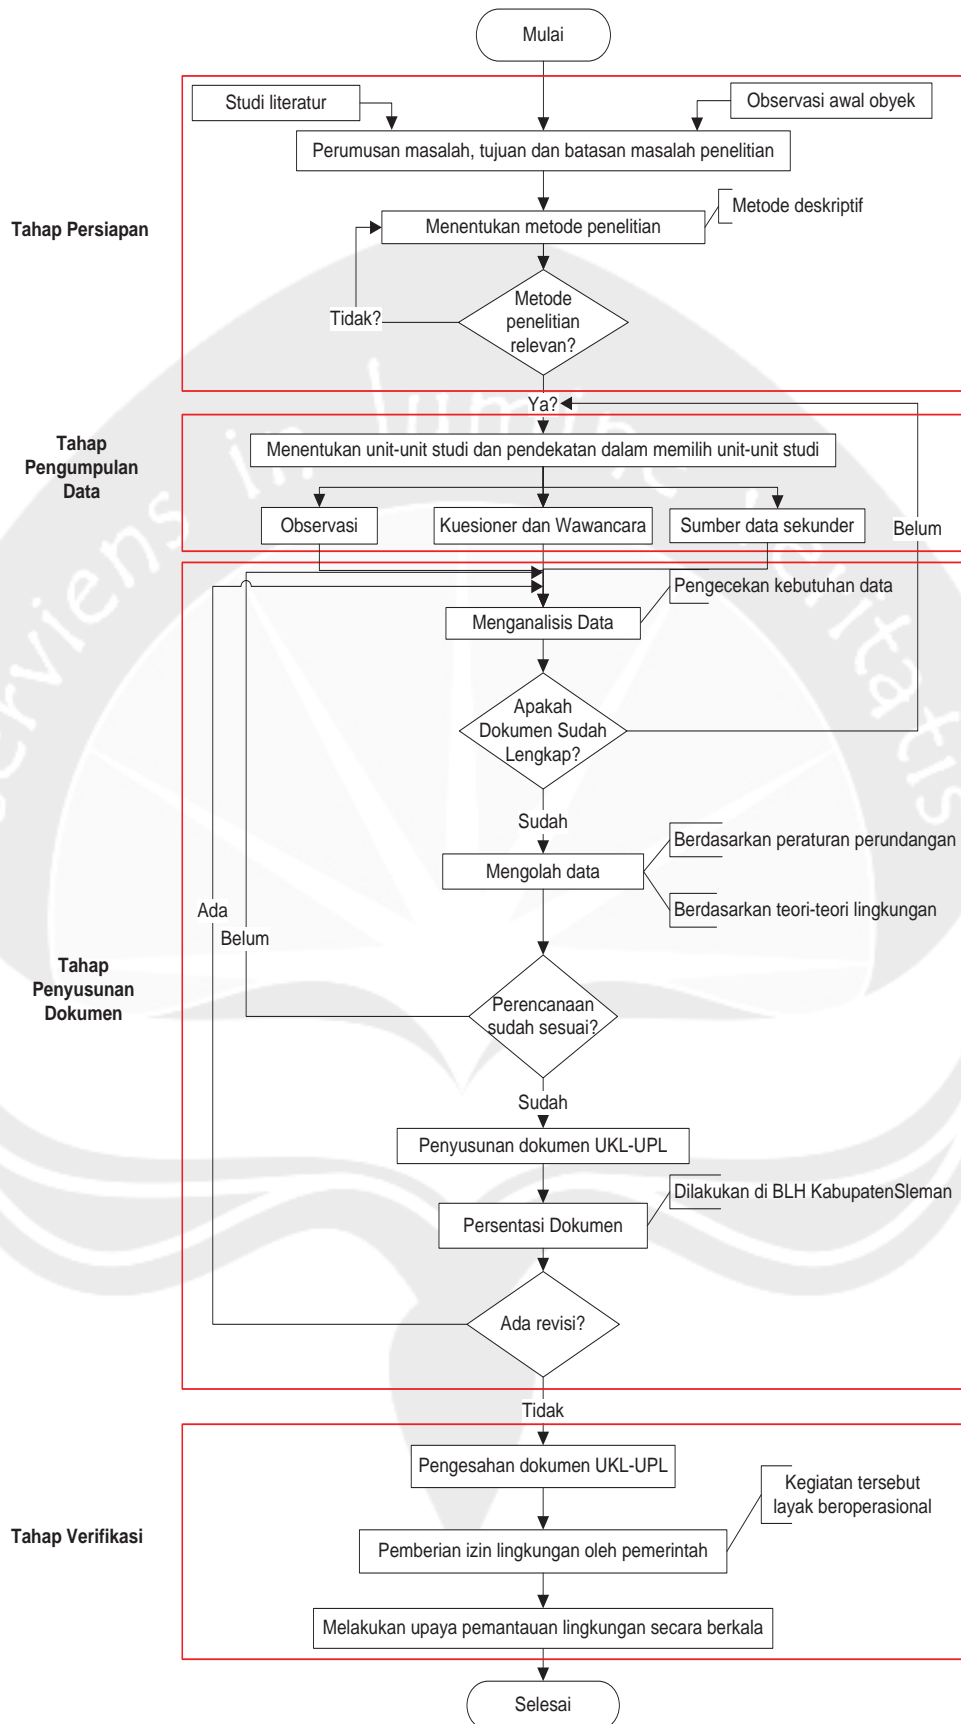 Mulai
Studi literatur
Observasi awal obyek
Perumusan masalah, tujuan dan batasan masalah penelitian
Tahap Persiapan
Menentukan metode penelitian
Metode deskriptif
Metode
penelitian
relevan?
Tidak?
Ya?
Tahap
Pengumpulan
Data
Menentukan unit-unit studi dan pendekatan dalam memilih unit-unit studi
Observasi
Kuesioner dan Wawancara
Sumber data sekunder
Belum
Pengecekan kebutuhan data
Menganalisis Data
Apakah
Dokumen Sudah
Lengkap?
Sudah
Mengolah data
Berdasarkan peraturan perundangan
Berdasarkan teori-teori lingkungan
Ada
Belum
Tahap
Penyusunan
Dokumen
Perencanaan
sudah sesuai?
Sudah
Penyusunan dokumen UKL-UPL
Persentasi Dokumen
Dilakukan di BLH KabupatenSleman
Ada revisi?
Tidak
Pengesahan dokumen UKL-UPL
Kegiatan tersebut
layak beroperasional
Tahap Verifikasi
Pemberian izin lingkungan oleh pemerintah
Melakukan upaya pemantauan lingkungan secara berkala
Selesai
serviens in lumine veritatis